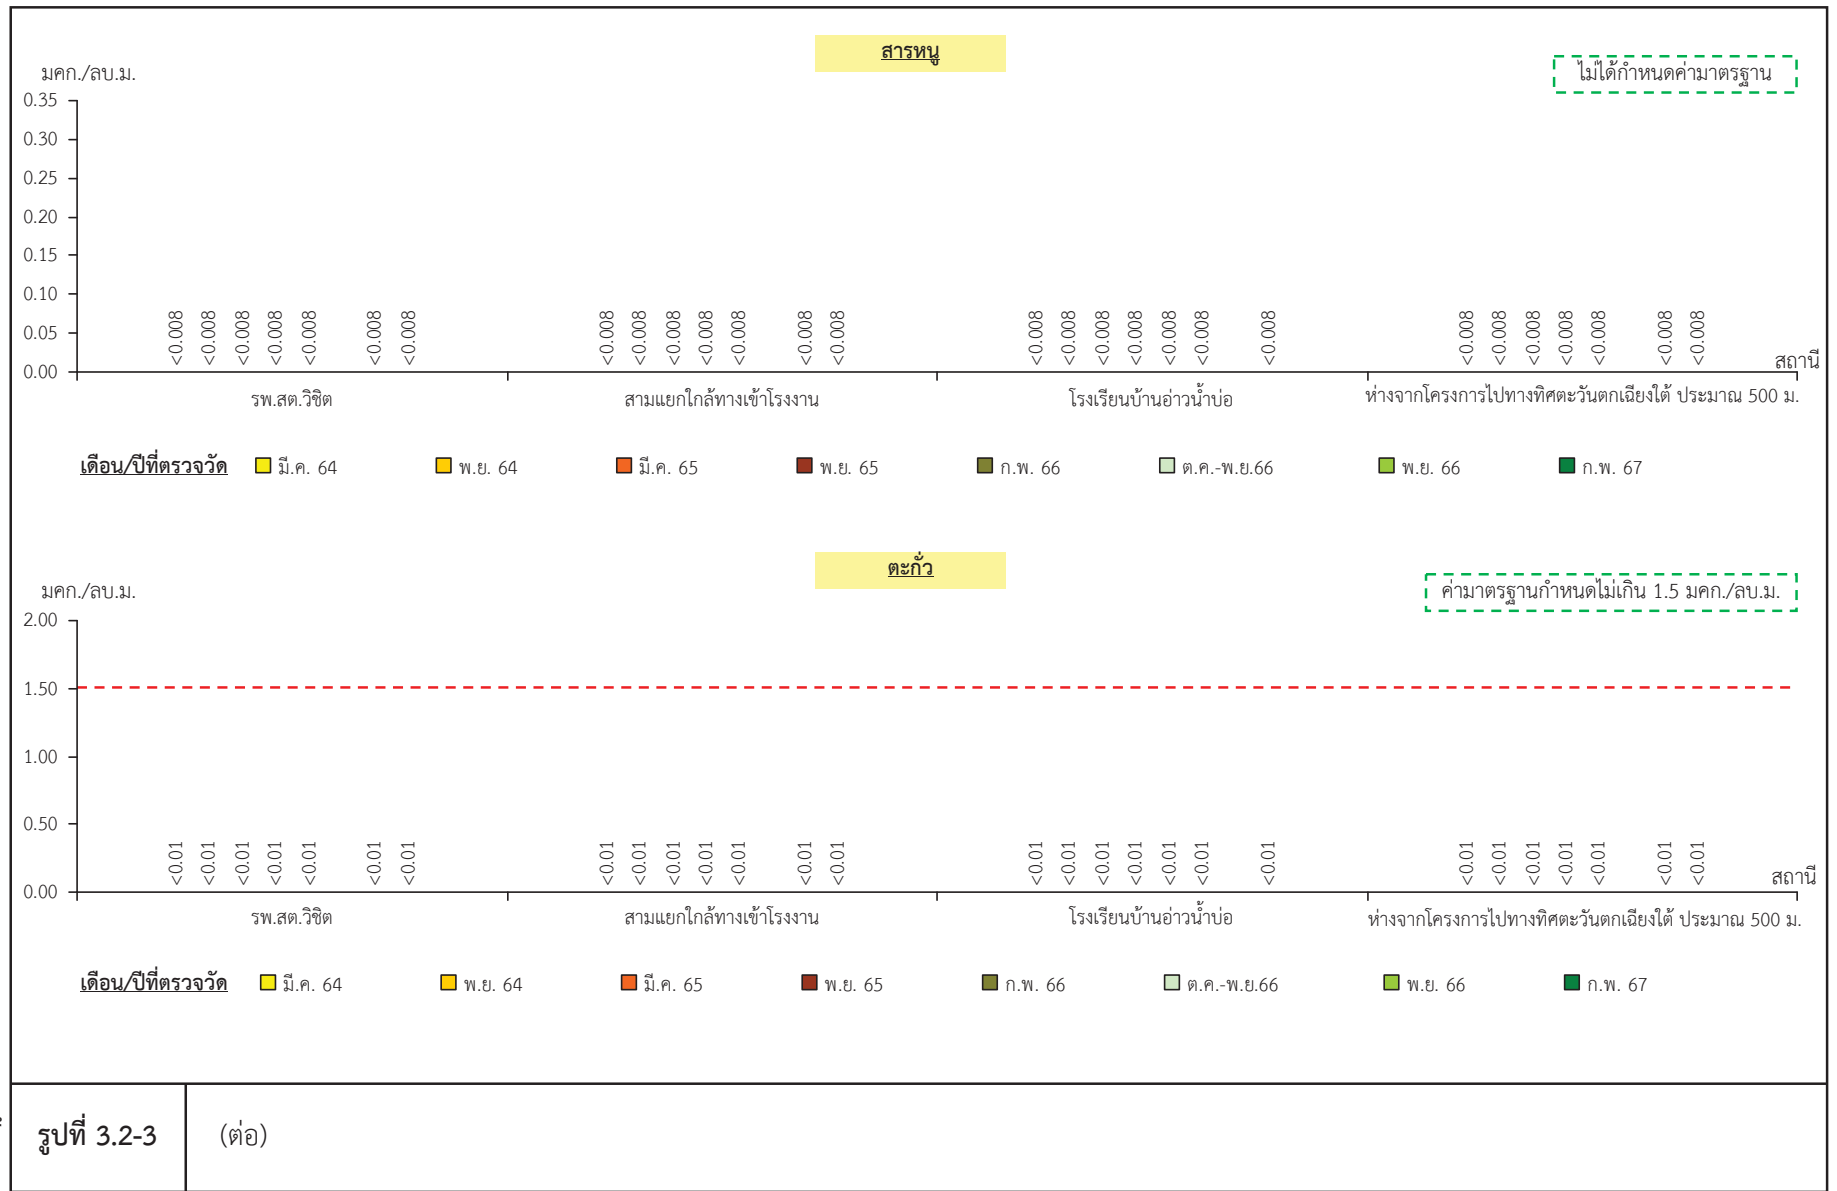 สารหนู
มคก./ลบ.ม.
ไม่ได้กำหนดค่ามาตรฐาน
0.35
0.30
0.25
0.20
0.15
0.10
0.05
0.00
<0.008 <0.008 <0.008 <0.008 <0.008 <0.008 <0.008
<0.008 <0.008 <0.008 <0.008 <0.008 <0.008 <0.008
<0.008 <0.008 <0.008 <0.008 <0.008 <0.008 <0.008
<0.008 <0.008 <0.008 <0.008 <0.008 <0.008 <0.008
สถานี
รพ.สต.วิชิต สามแยกใกล้ทางเข้าโรงงาน โรงเรียนบ้านอ่าวน้ำบ่อ ห่างจากโครงการไปทางทิศตะวันตกเฉียงใต้ ประมาณ 500 ม.
เดือน/ปีที่ตรวจวัด มี.ค. 64 พ.ย. 64 มี.ค. 65 พ.ย. 65 ก.พ. 66 ต.ค.-พ.ย.66 พ.ย. 66 ก.พ. 67
ตะกั่ว
มคก./ลบ.ม.
ค่ามาตรฐานกำหนดไม่เกิน 1.5 มคก./ลบ.ม.
2.00
1.50
1.00
0.50
0.00
<0.01 <0.01 <0.01 <0.01 <0.01 <0.01 <0.01
<0.01 <0.01 <0.01 <0.01 <0.01 <0.01 <0.01
<0.01 <0.01 <0.01 <0.01 <0.01 <0.01 <0.01
<0.01 <0.01 <0.01 <0.01 <0.01 <0.01 <0.01
สถานี
รพ.สต.วิชิต สามแยกใกล้ทางเข้าโรงงาน โรงเรียนบ้านอ่าวน้ำบ่อ ห่างจากโครงการไปทางทิศตะวันตกเฉียงใต้ ประมาณ 500 ม.
เดือน/ปีที่ตรวจวัด มี.ค. 64 พ.ย. 64 มี.ค. 65 พ.ย. 65 ก.พ. 66 ต.ค.-พ.ย.66 พ.ย. 66 ก.พ. 67
รูปที่ 3.2-3 (ต่อ)